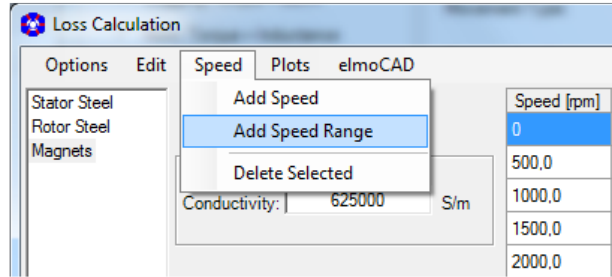 Loss Calculation
Options Edit Speed Plots elmoCAD
Stator Steel
Rotor Steel
Magnets
Add Speed
Add Speed Range
Delete Selected
Conductivity: 625000 S/m
Speed [rpm]
0
500,0
1000,0
1500,0
2000,0